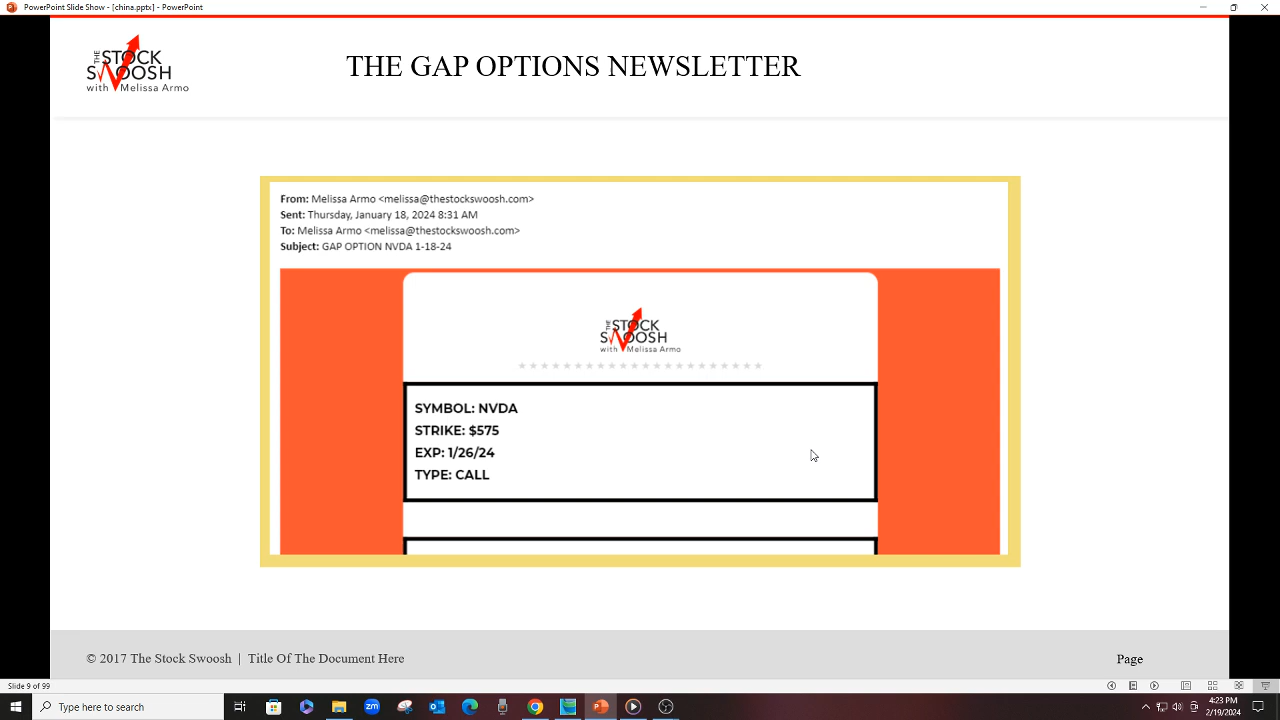 PowerPoint Slide Show - [china.pptx] - PowerPoint
THE STOCK
SWOOSH
with Melissa Armo
THE GAP OPTIONS NEWSLETTER
From: Melissa Armo <melissa@thestockswoosh.com>
Sent: Thursday, January 18, 2024 8:31 AM
To: Melissa Armo <melissa@thestockswoosh.com>
Subject: GAP OPTION NVDA 1-18-24
THE STOCK
SWOOSH
with Melissa Armo
SYMBOL: NVDA
STRIKE: $575
EXP: 1/26/24
TYPE: CALL
© 2017 The Stock Swoosh | Title Of The Document Here
Page
Slide 9 of 99
Type here to search
4:23 PM
2/19/2024